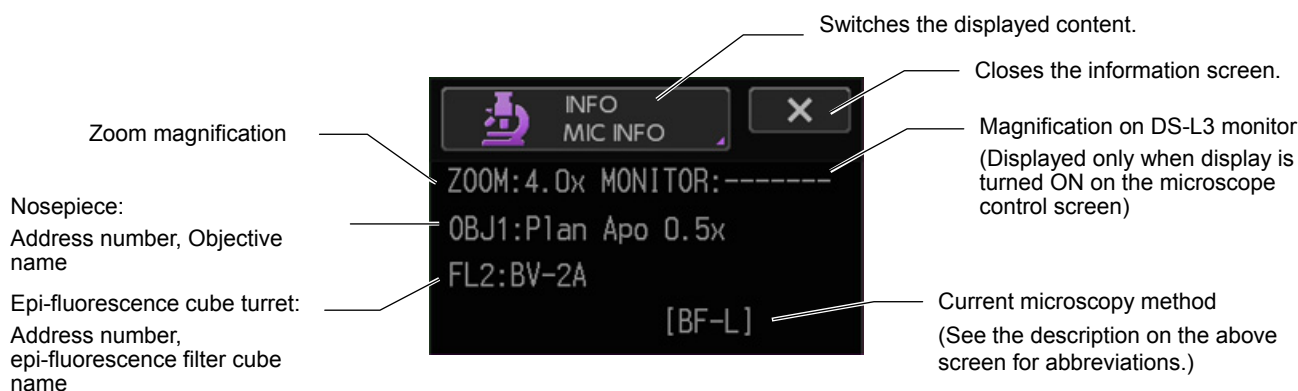 Switches the displayed content.
Closes the information screen.
Zoom magnification
Magnification on DS-L3 monitor
(Displayed only when display is
turned ON on the microscope
control screen)
Nosepiece:
Address number, Objective
name
Epi-fluorescence cube turret:
Address number,
epi-fluorescence filter cube
name
INFO
MIC INFO
ZOOM:4.0x MONITOR:-------
OBJ1:Plan Apo 0.5x
FL2:BV-2A
[BF-L]
Current microscopy method
(See the description on the above
screen for abbreviations.)